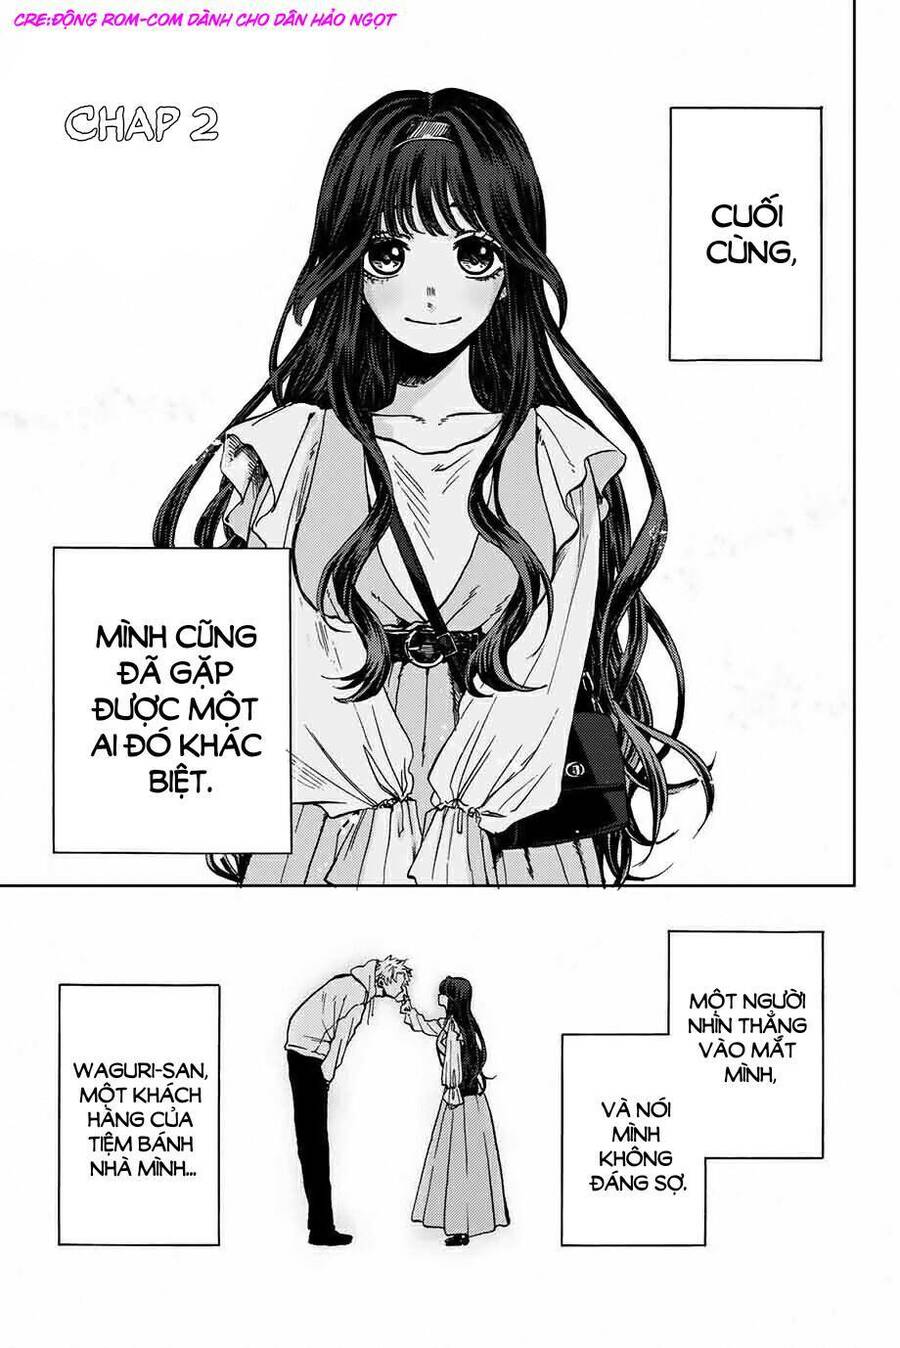 CRE:ĐỘNG ROM-COM DÀNH CHO DÂN HẢO NGỌT
CHAP 2
CUỐI
CÙNG,
MÌNH CŨNG
ĐÃ GẶP
ĐƯỢC MỘT
AI ĐÓ KHÁC
BIỆT.
MỘT NGƯỜI
NHÌN THẲNG
VÀO MẮT
MÌNH,
VÀ NÓI
MÌNH
KHÔNG
ĐÁNG SỢ.
WAGURI-SAN,
MỘT KHÁCH
HÀNG CỦA
TIỆM BÁNH
NHÀ MÌNH...